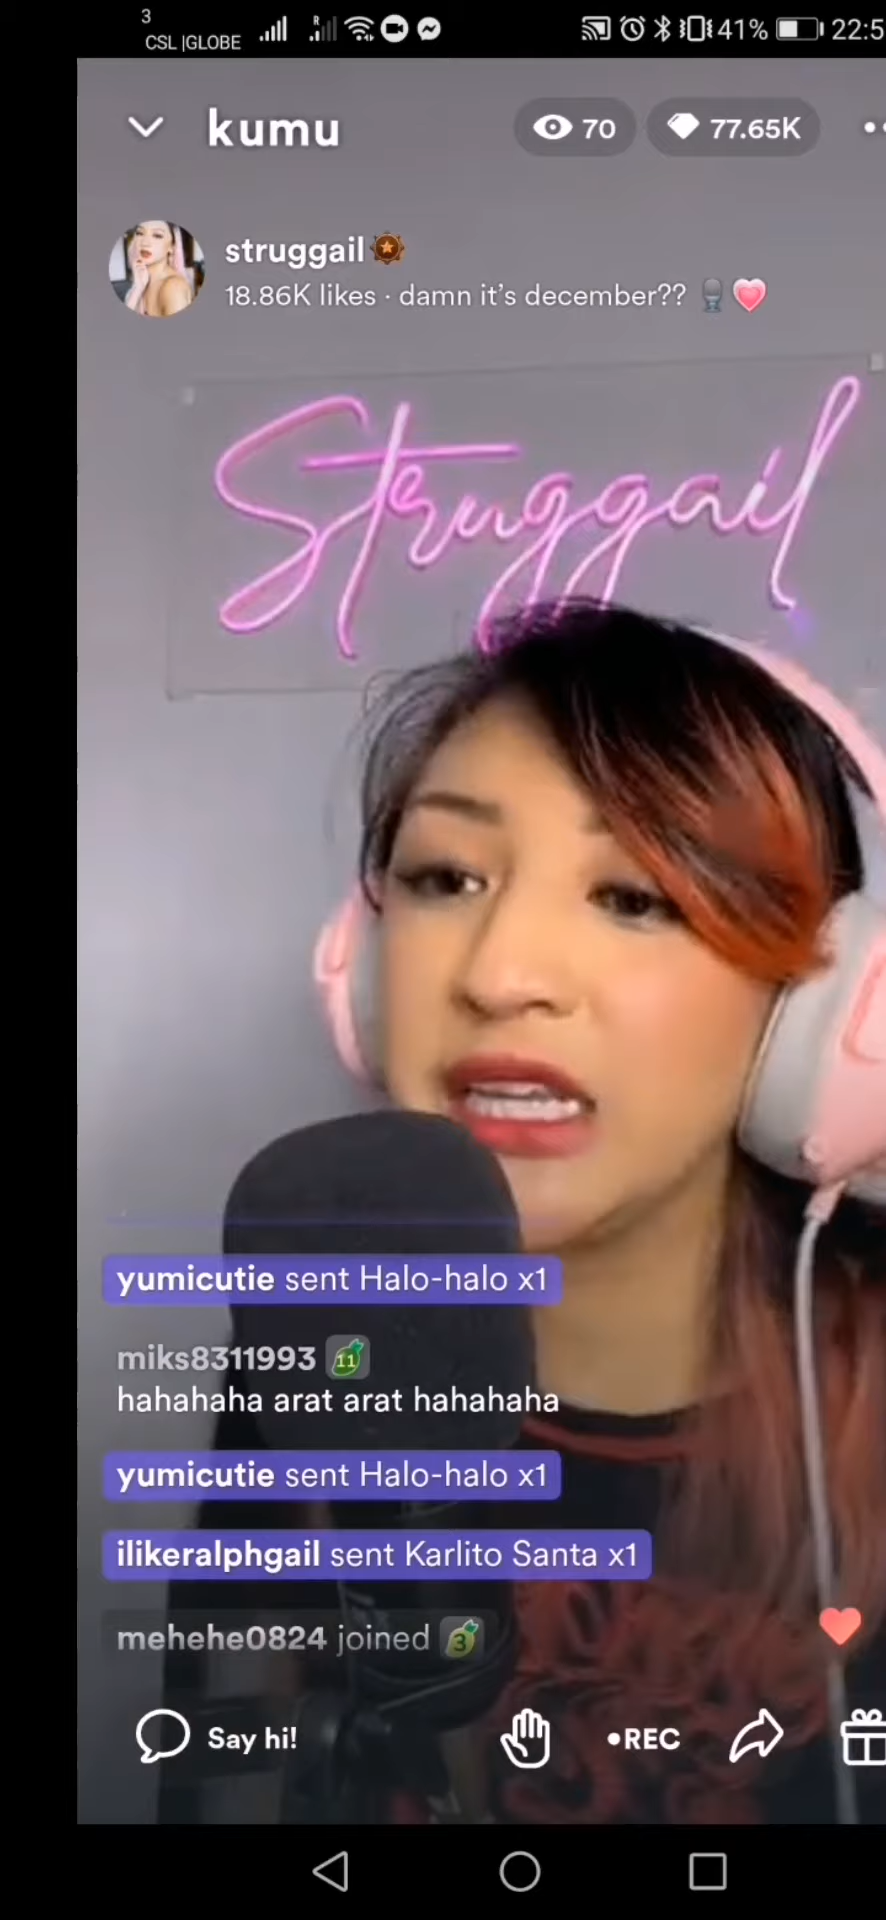 3
CSL |GLOBE
R
41%
22:5
kumu
70
77.65K
struggail
18.86K likes · damn it's december??
Struggail
yumicutie sent Halo-halo x1
miks8311993 11
hahahaha arat arat hahahaha
yumicutie sent Halo-halo x1
ilikeralphgail sent Karlito Santa x1
mehehe0824 joined 3
Say hi!
•REC